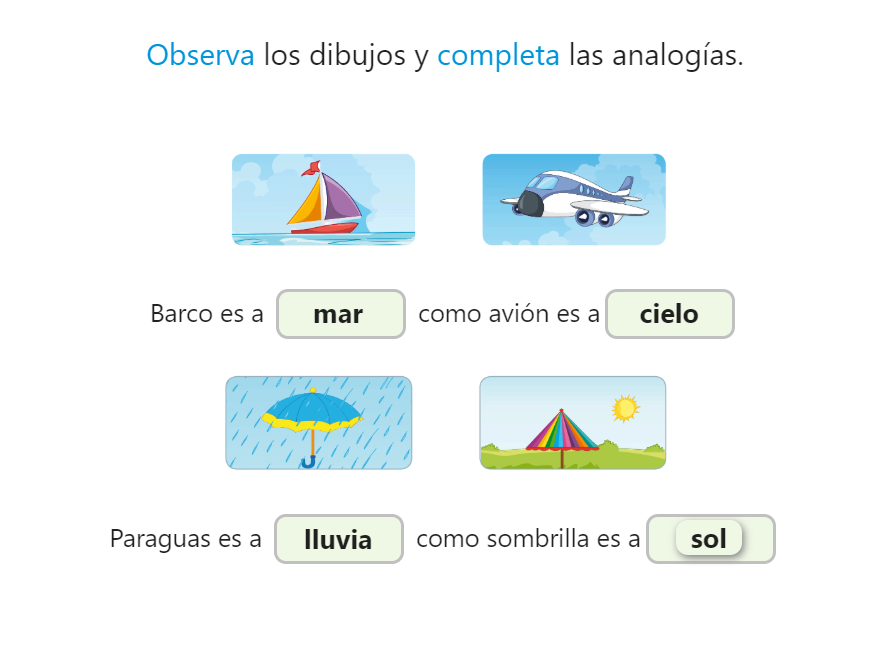 Observa los dibujos y completa las analogías.
Barco es a mar como avión es a cielo
Paraguas es a lluvia como sombrilla es a sol